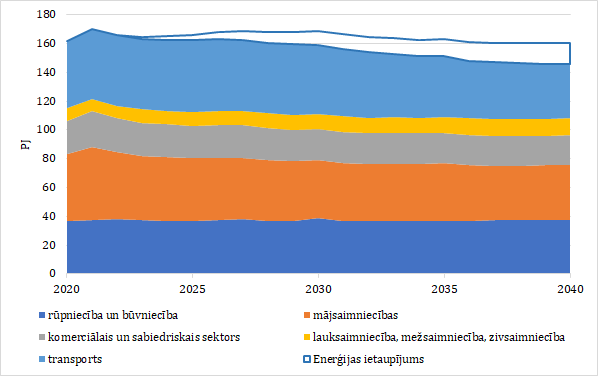 180
160
140
120
100
80
60
40
20
0
PJ
2020 2025 2030 2035 2040
rūpniecība un būvniecība mājsaimniecības
komerciālais un sabiedriskais sektors lauksaimniecība, mežsaimniecība, zivsaimniecība
transports Enerģijas ietaupījums